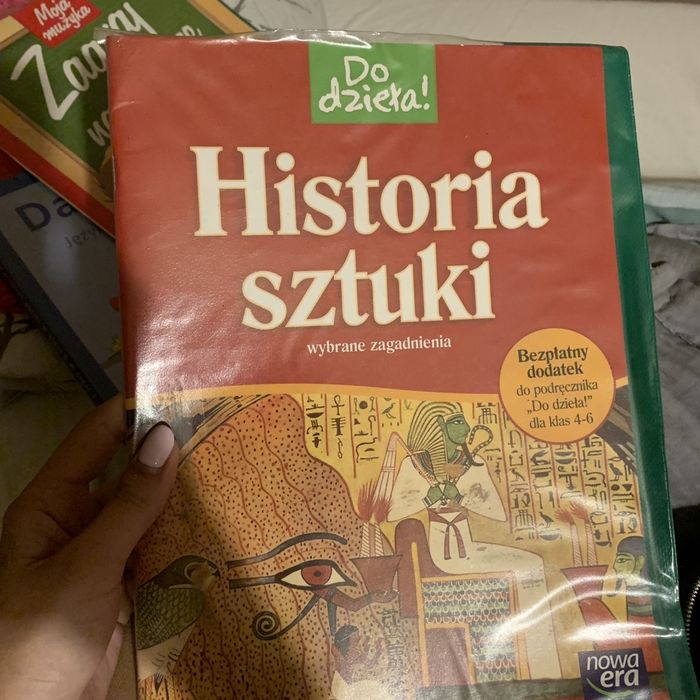 Moja
muzyka
Do
dzieła!
Historia
sztuki
wybrane zagadnienia
Bezpłatny
dodatek
do podręcznika
„Do dzieła!”
dla klas 4-6
nowa
era